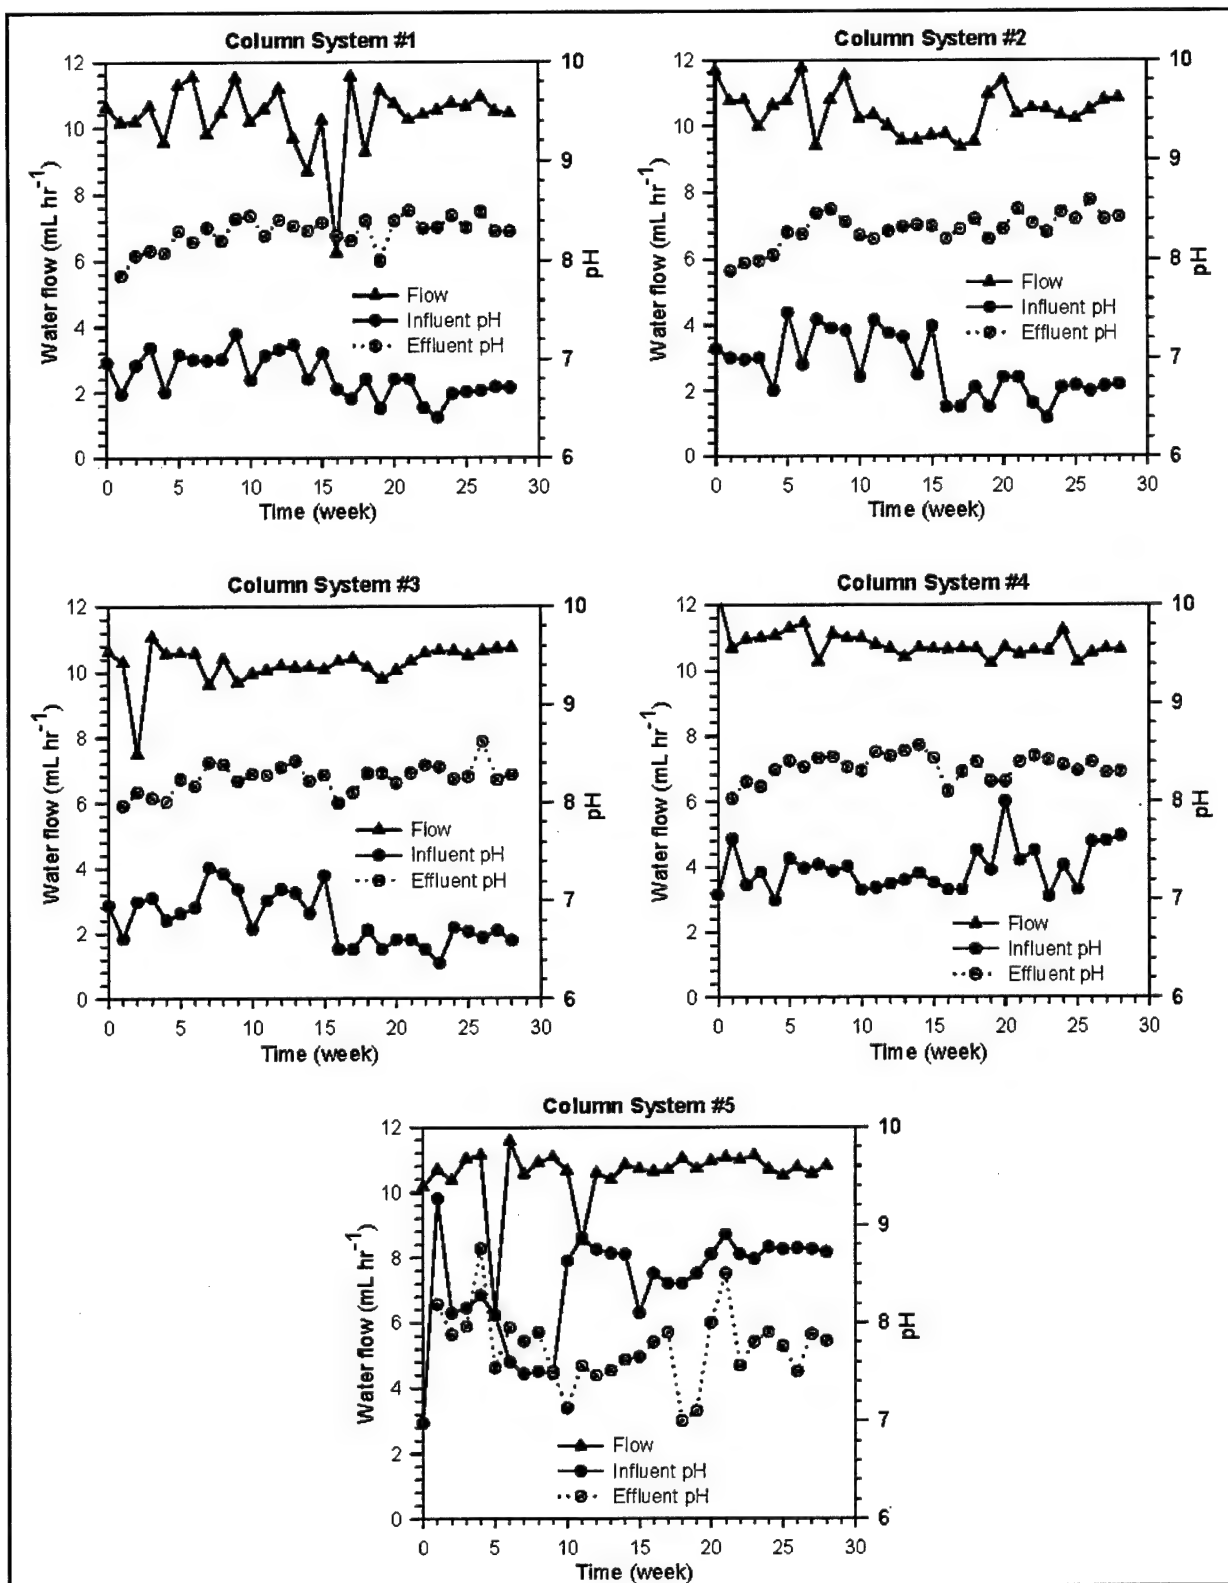 Column System #1
Water flow (mL hr⁻¹)
12
10
8
6
4
2
0
10
9
8
7
6
pH
Flow
Influent pH
Effluent pH
0 5 10 15 20 25 30
Time (week)
Column System #2
Water flow (mL hr⁻¹)
12
10
8
6
4
2
0
10
9
8
7
6
pH
Flow
Influent pH
Effluent pH
0 5 10 15 20 25 30
Time (week)
Column System #3
Water flow (mL hr⁻¹)
12
10
8
6
4
2
0
10
9
8
7
6
pH
Flow
Influent pH
Effluent pH
0 5 10 15 20 25 30
Time (week)
Column System #4
Water flow (mL hr⁻¹)
12
10
8
6
4
2
0
10
9
8
7
6
pH
Flow
Influent pH
Effluent pH
0 5 10 15 20 25 30
Time (week)
Column System #5
Water flow (mL hr⁻¹)
12
10
8
6
4
2
0
10
9
8
7
6
pH
Flow
Influent pH
Effluent pH
0 5 10 15 20 25 30
Time (week)